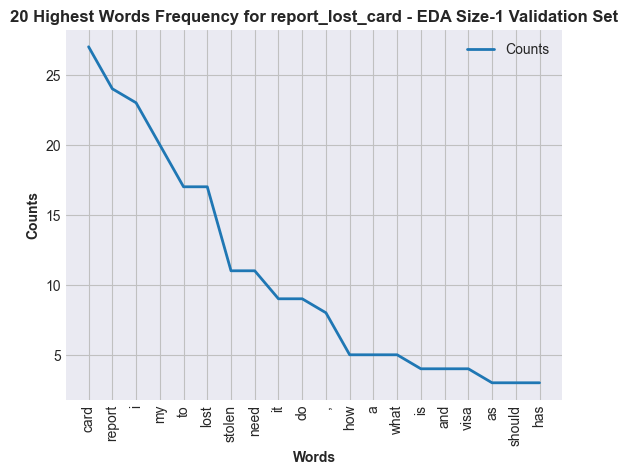 20 Highest Words Frequency for report_lost_card - EDA Size-1 Validation Set
Counts
Counts
25
20
15
10
5
card
report
i
my
to
lost
stolen
need
it
do
,
how
a
what
is
and
visa
as
should
has
Words